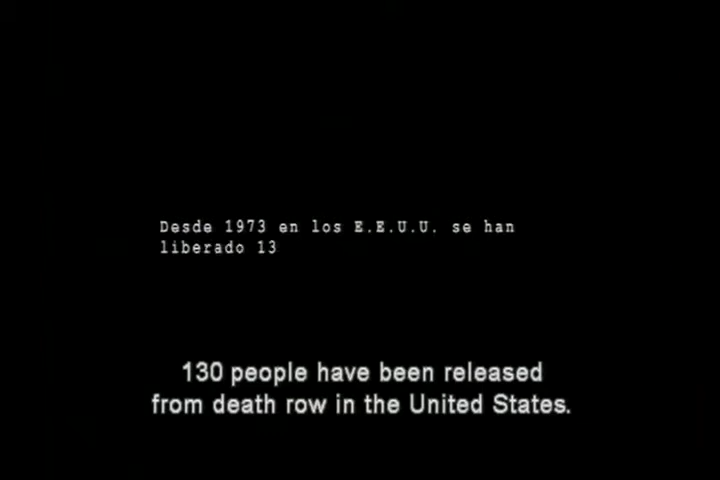 Desde 1973 en los E.E.U.U. se han
liberado 13
130 people have been released
from death row in the United States.